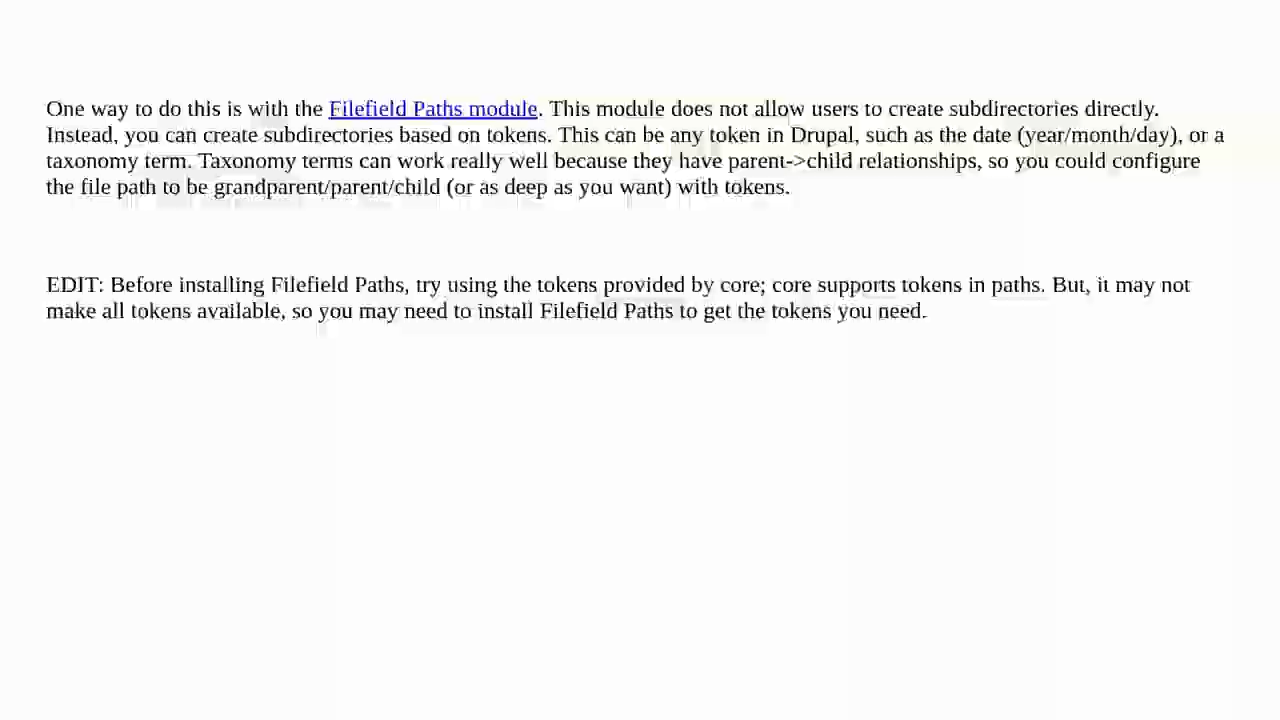 One way to do this is with the Filefield Paths module. This module does not allow users to create subdirectories directly.
Instead, you can create subdirectories based on tokens. This can be any token in Drupal, such as the date (year/month/day), or a
taxonomy term. Taxonomy terms can work really well because they have parent->child relationships, so you could configure
the file path to be grandparent/parent/child (or as deep as you want) with tokens.
EDIT: Before installing Filefield Paths, try using the tokens provided by core; core supports tokens in paths. But, it may not
make all tokens available, so you may need to install Filefield Paths to get the tokens you need.